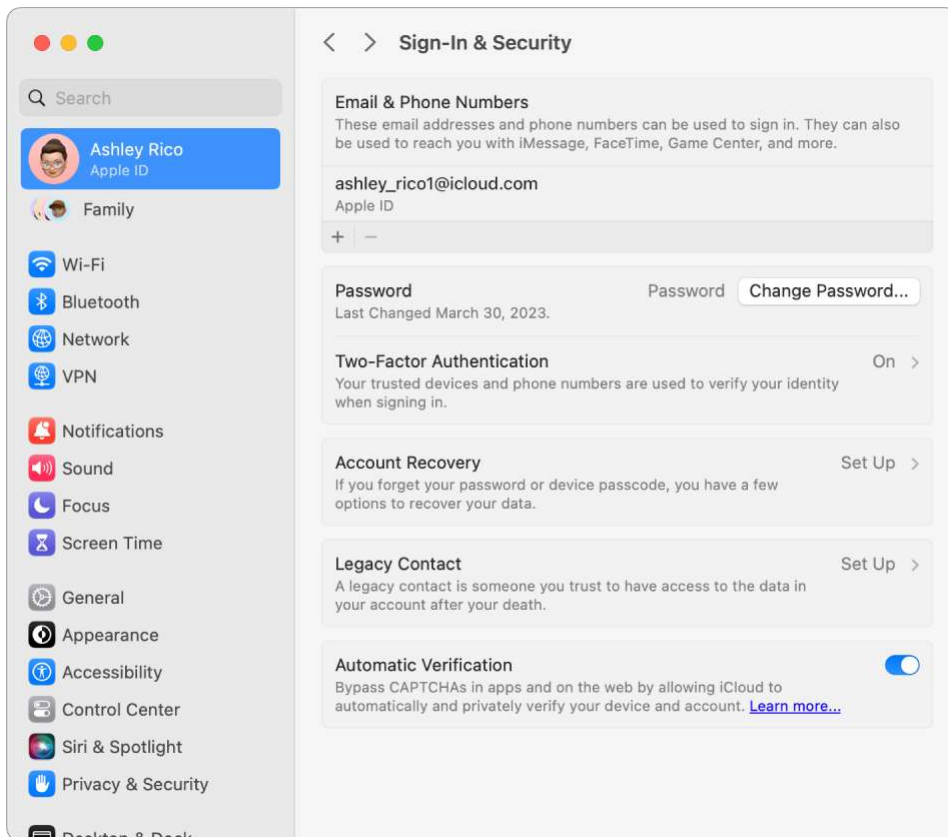 Search
Ashley Rico
Apple ID
Family
Wi-Fi
Bluetooth
Network
VPN
Notifications
Sound
Focus
Screen Time
General
Appearance
Accessibility
Control Center
Siri & Spotlight
Privacy & Security
Desktop & Dock
Sign-In & Security
Email & Phone Numbers
These email addresses and phone numbers can be used to sign in. They can also
be used to reach you with iMessage, FaceTime, Game Center, and more.
ashley_rico1@icloud.com
Apple ID
Password Password Change Password...
Last Changed March 30, 2023.
Two-Factor Authentication On
Your trusted devices and phone numbers are used to verify your identity
when signing in.
Account Recovery Set Up
If you forget your password or device passcode, you have a few
options to recover your data.
Legacy Contact Set Up
A legacy contact is someone you trust to have access to the data in
your account after your death.
Automatic Verification
Bypass CAPTCHAs in apps and on the web by allowing iCloud to
automatically and privately verify your device and account. Learn more...